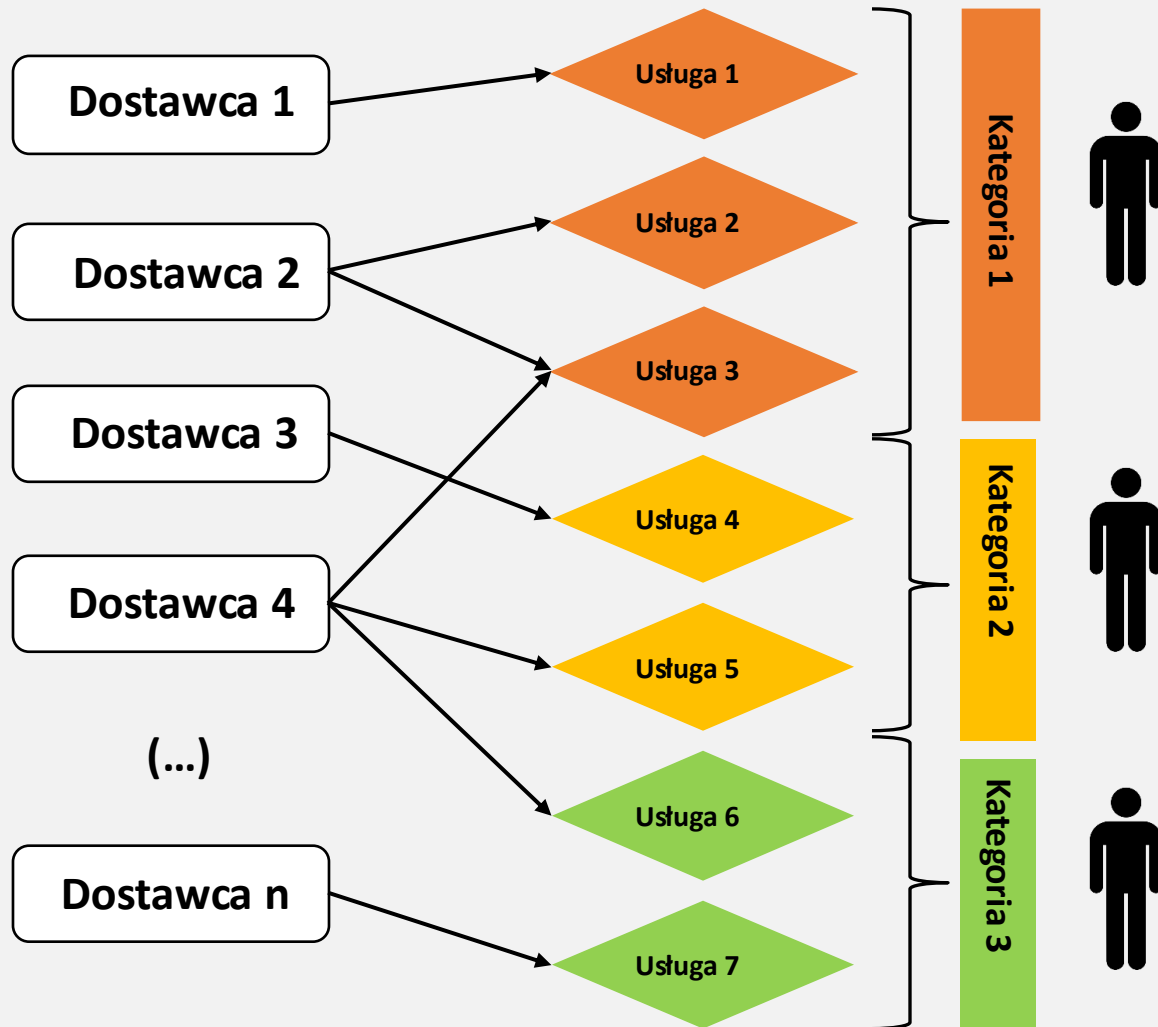 Dostawca 1
Dostawca 2
Dostawca 3
Dostawca 4
(...)
Dostawca n
Usługa 1
Usługa 2
Usługa 3
Usługa 4
Usługa 5
Usługa 6
Usługa 7
Kategoria 1
Kategoria 2
Kategoria 3